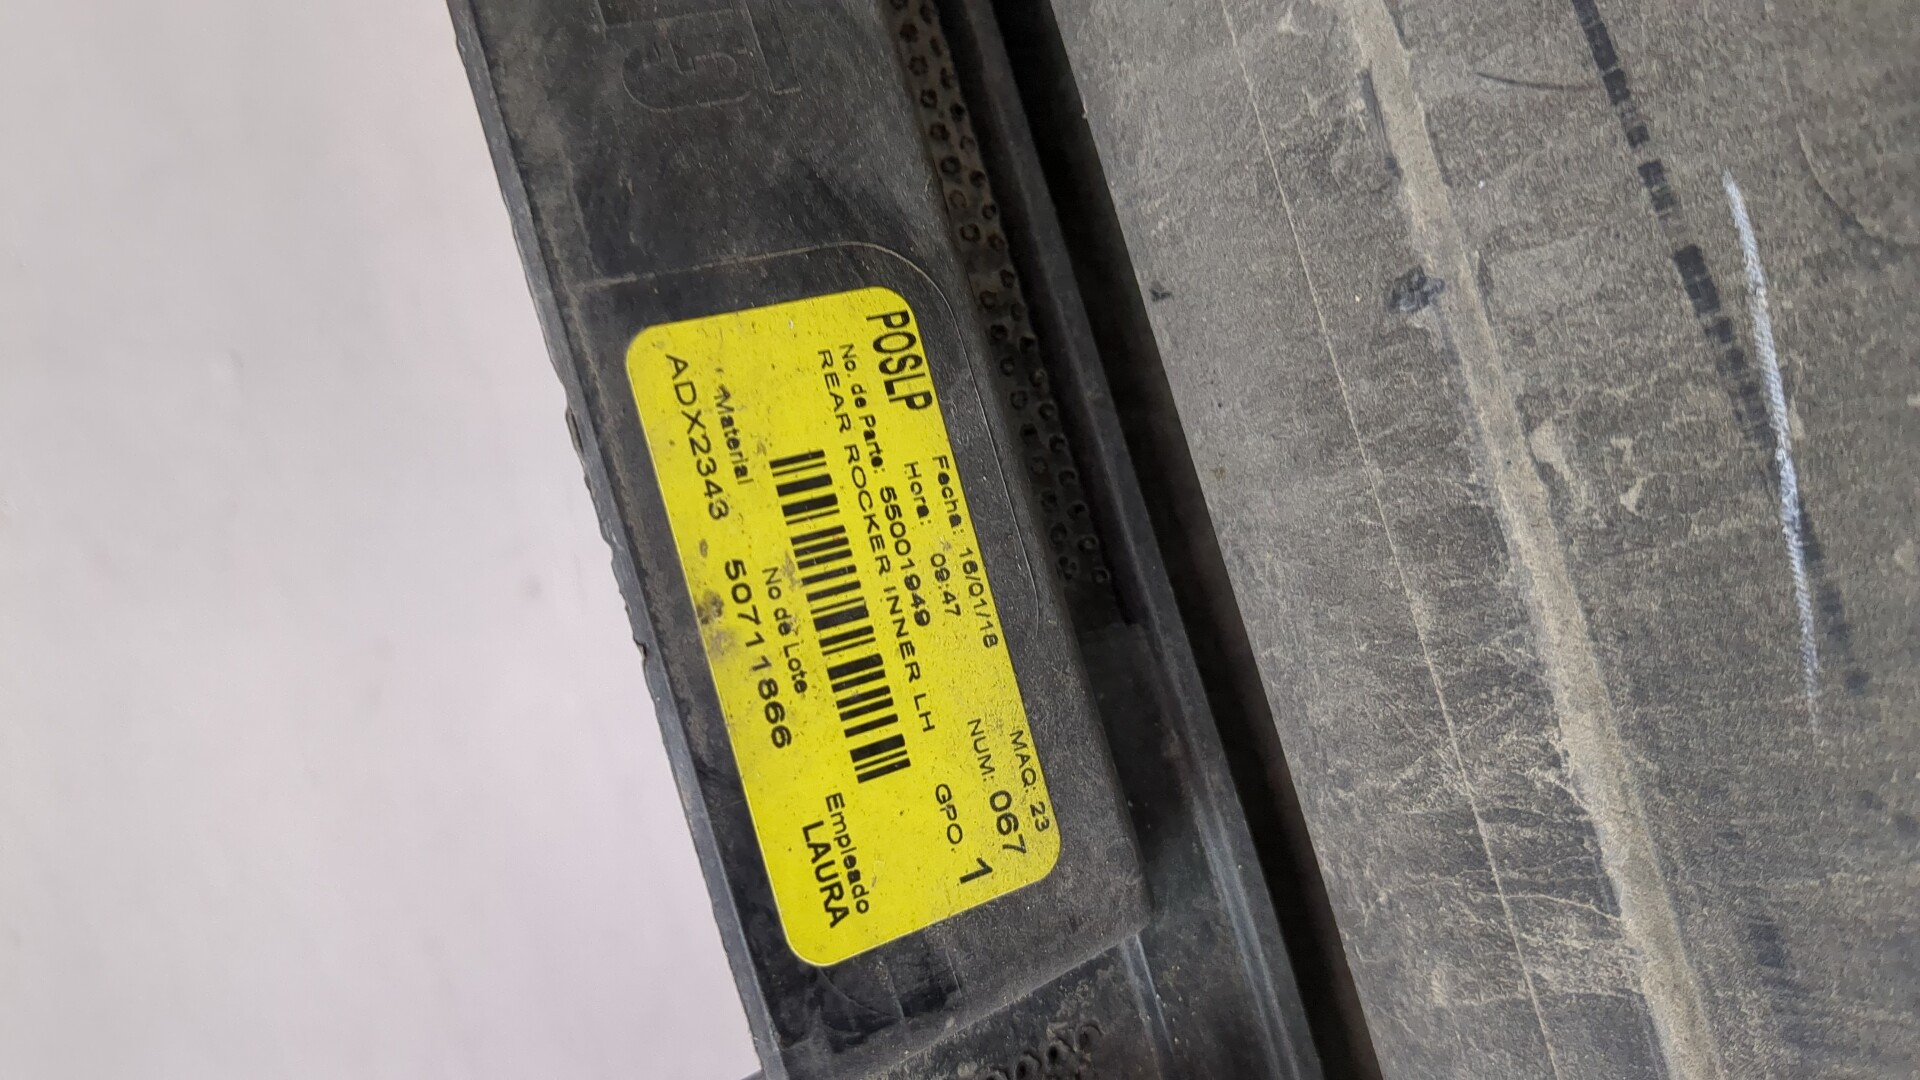 POSLP Fecha: 16/01/18 MAQ: 23
Hora: 09:47 NUM: 067
No. de Parte: 55001949
REAR ROCKER INNER LH GPO. 1
Material No de Lote Empleado
ADX2343 50711866 LAURA